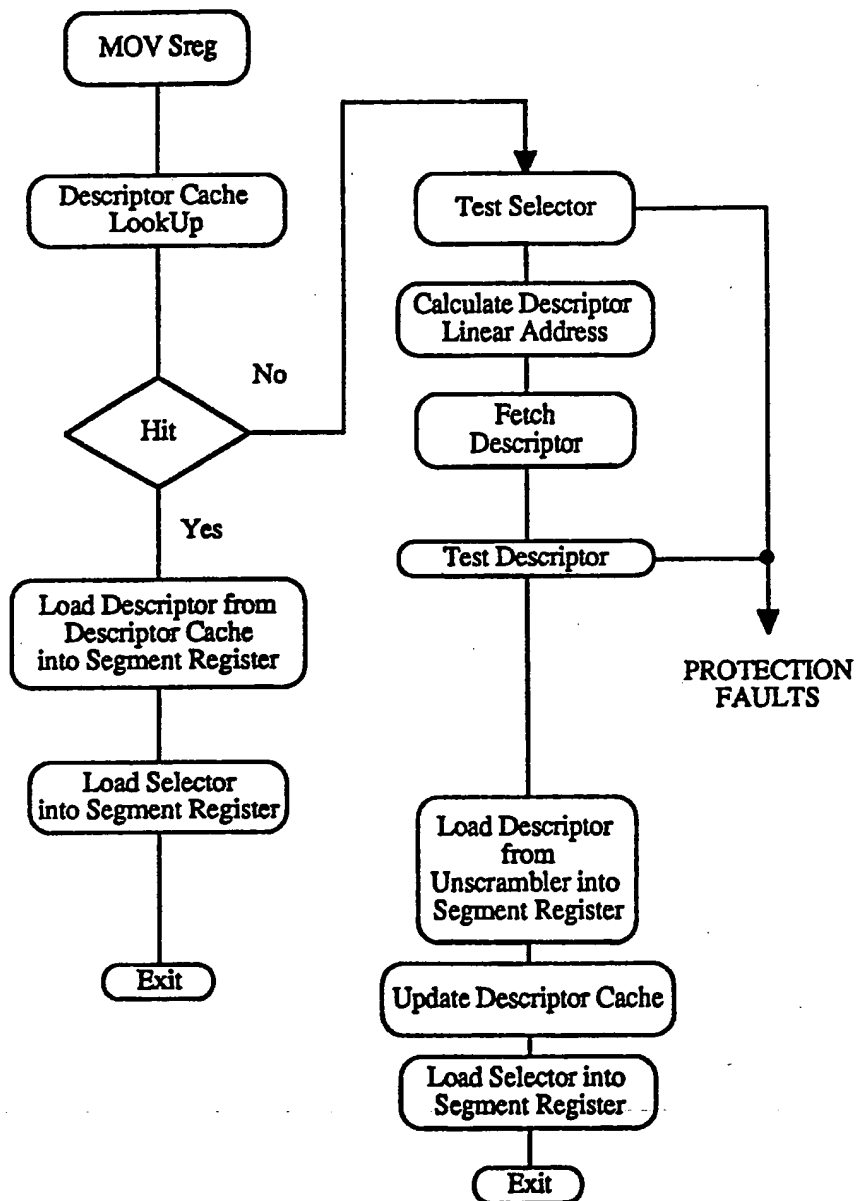 MOV Sreg
Descriptor Cache
LookUp
Hit
No
Yes
Load Descriptor from
Descriptor Cache
into Segment Register
Load Selector
into Segment Register
Exit
Test Selector
Calculate Descriptor
Linear Address
Fetch
Descriptor
Test Descriptor
PROTECTION
FAULTS
Load Descriptor
from
Unscrambler into
Segment Register
Update Descriptor Cache
Load Selector into
Segment Register
Exit